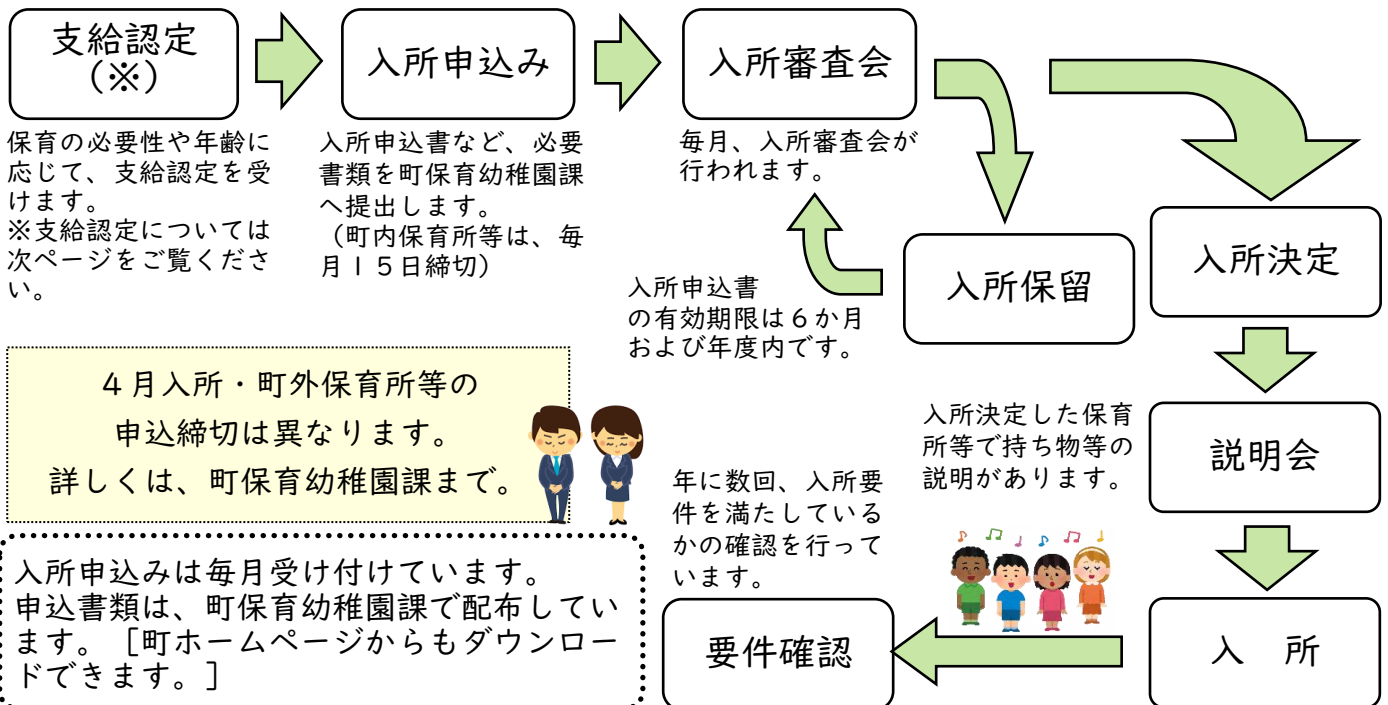 支給認定
（※）
入所申込み
入所審査会
保育の必要性や年齢に
応じて、支給認定を受
けます。
※支給認定については
次ページをご覧くださ
い。
入所申込書など、必要
書類を町保育幼稚園課
へ提出します。
（町内保育所等は、毎
月１５日締切）
毎月、入所審査会が
行われます。
入所保留
入所決定
入所申込書
の有効期限は６か月
および年度内です。
４月入所・町外保育所等の
申込締切は異なります。
詳しくは、町保育幼稚園課まで。
入所決定した保育
所等で持ち物等の
説明があります。
説明会
年に数回、入所要
件を満たしている
かの確認を行って
います。
入所申込みは毎月受け付けています。
申込書類は、町保育幼稚園課で配布してい
ます。［町ホームページからもダウンロー
ドできます。］
要件確認
入　所